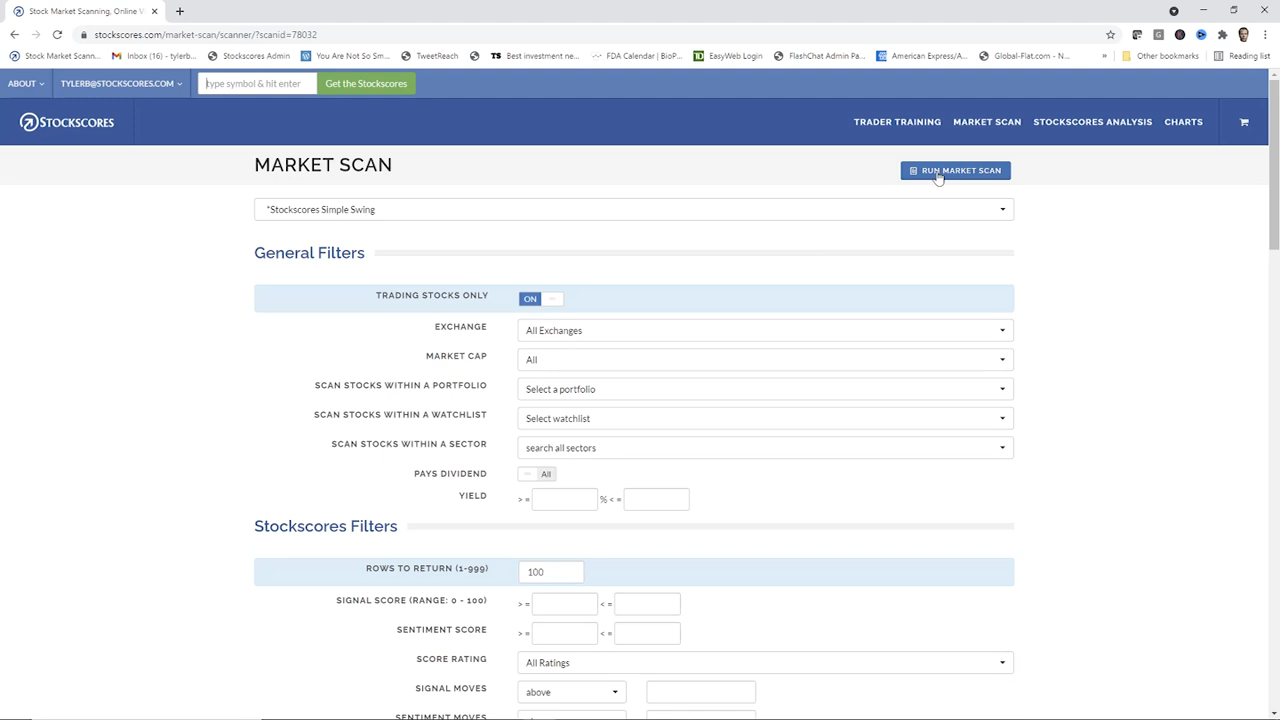 Stock Market Scanning, Online V
stockscores.com/market-scan/scanner/?scanid=78032
Stock Market Scann... Inbox (16) - tylerb... Stockscores Admin You Are Not So Sm... TweetReach Best investment ne... FDA Calendar | BioP... EasyWeb Login FlashChat Admin Pa... American Express/A... Global-Flat.com - N... » Other bookmarks Reading list
ABOUT TYLERB@STOCKSCORES.COM type symbol & hit enter Get the Stockscores
STOCKSCORES TRADER TRAINING MARKET SCAN STOCKSCORES ANALYSIS CHARTS
MARKET SCAN RUN MARKET SCAN
*Stockscores Simple Swing
General Filters
TRADING STOCKS ONLY ON
EXCHANGE All Exchanges
MARKET CAP All
SCAN STOCKS WITHIN A PORTFOLIO Select a portfolio
SCAN STOCKS WITHIN A WATCHLIST Select watchlist
SCAN STOCKS WITHIN A SECTOR search all sectors
PAYS DIVIDEND All
YIELD > = % < =
Stockscores Filters
ROWS TO RETURN (1-999) 100
SIGNAL SCORE (RANGE: 0 - 100) > = < =
SENTIMENT SCORE > = < =
SCORE RATING All Ratings
SIGNAL MOVES above
SENTIMENT MOVES